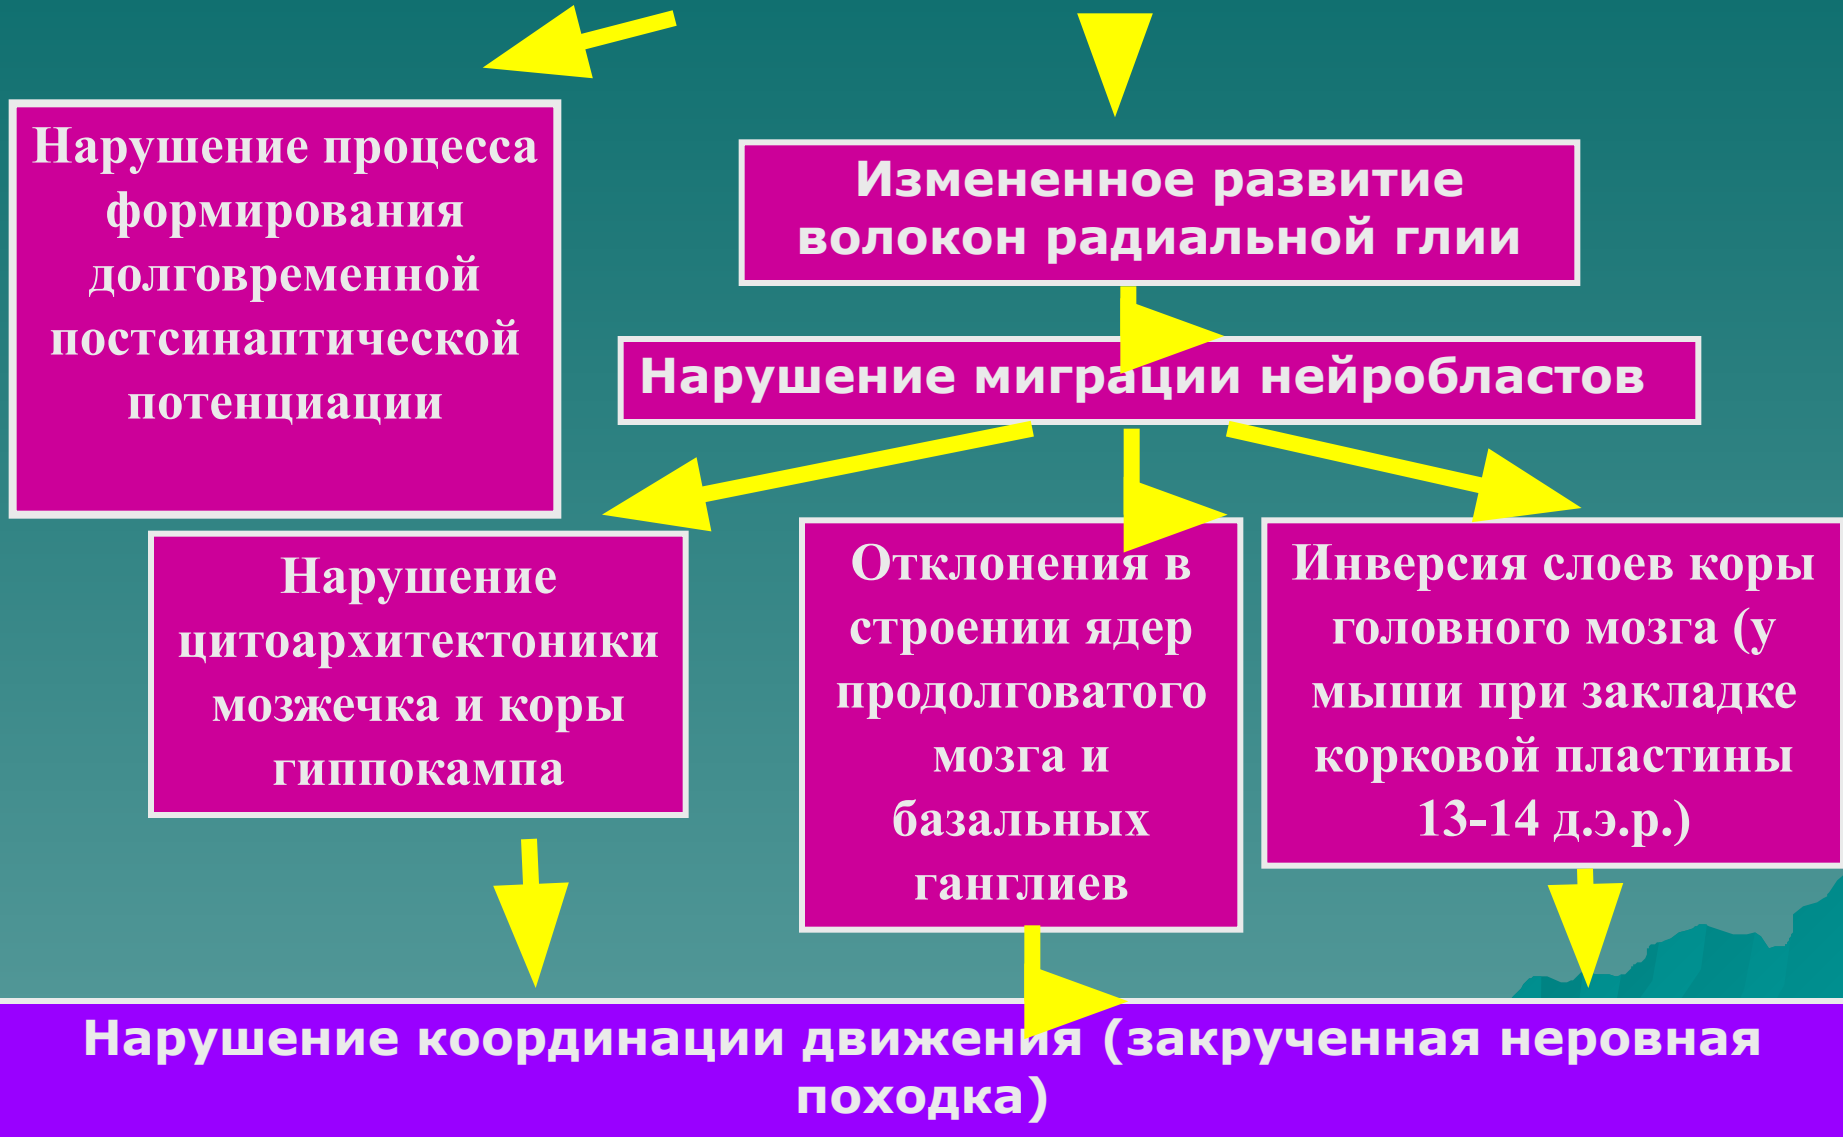 Нарушение процесса
формирования
долговременной
постсинаптической
потенциации
Измененное развитие
волокон радиальной глии
Нарушение миграции нейробластов
Нарушение
цитоархитектоники
мозжечка и коры
гиппокампа
Отклонения в
строении ядер
продолговатого
мозга и
базальных
ганглиев
Инверсия слоев коры
головного мозга (у
мыши при закладке
корковой пластины
13-14 д.э.р.)
Нарушение координации движения (закрученная неровная
походка)